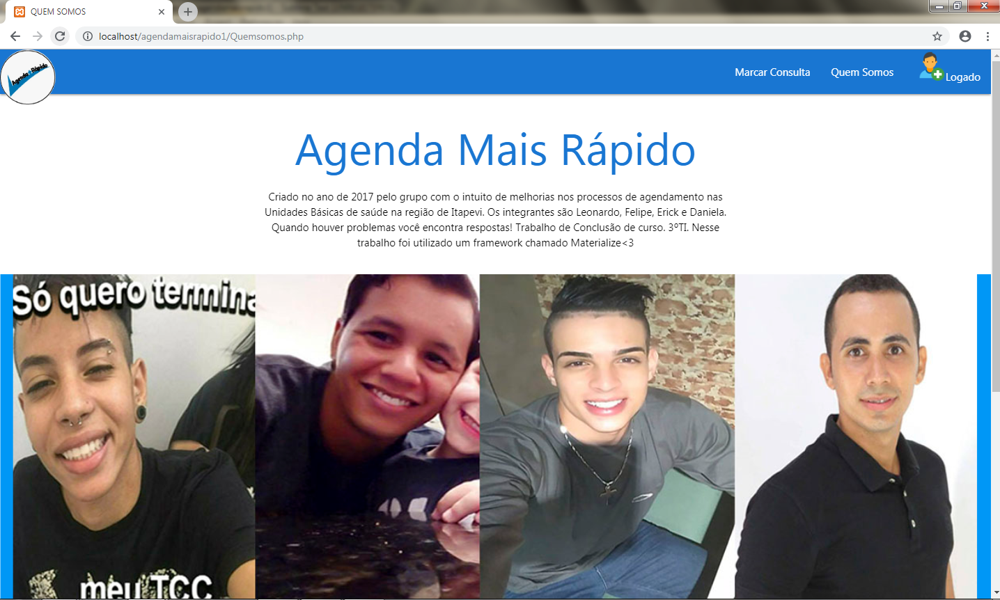 QUEM SOMOS
localhost/agendamaisrapido1/Quemsomos.php
Agenda + Rápido
Marcar Consulta
Quem Somos
Logado
Agenda Mais Rápido
Criado no ano de 2017 pelo grupo com o intuito de melhorias nos processos de agendamento nas
Unidades Básicas de saúde na região de Itapevi. Os integrantes são Leonardo, Felipe, Erick e Daniela.
Quando houver problemas você encontra respostas! Trabalho de Conclusão de curso. 3ºTI. Nesse
trabalho foi utilizado um framework chamado Materialize<3
Só quero termina
meu TCC